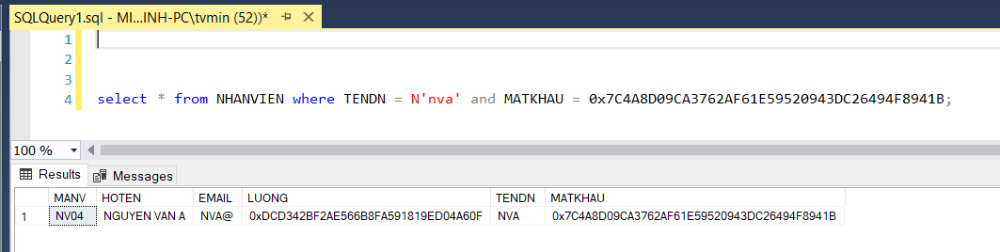 SQLQuery1.sql - MI...INH-PC\tvmin (52))*
1
2
3
4 select * from NHANVIEN where TENDN = N'nva' and MATKHAU = 0x7C4A8D09CA3762AF61E59520943DC26494F8941B;
100 %
Results Messages
MANV HOTEN EMAIL LUONG TENDN MATKHAU
1 NV04 NGUYEN VAN A NVA@ 0xDCD342BF2AE566B8FA591819ED04A60F NVA 0x7C4A8D09CA3762AF61E59520943DC26494F8941B